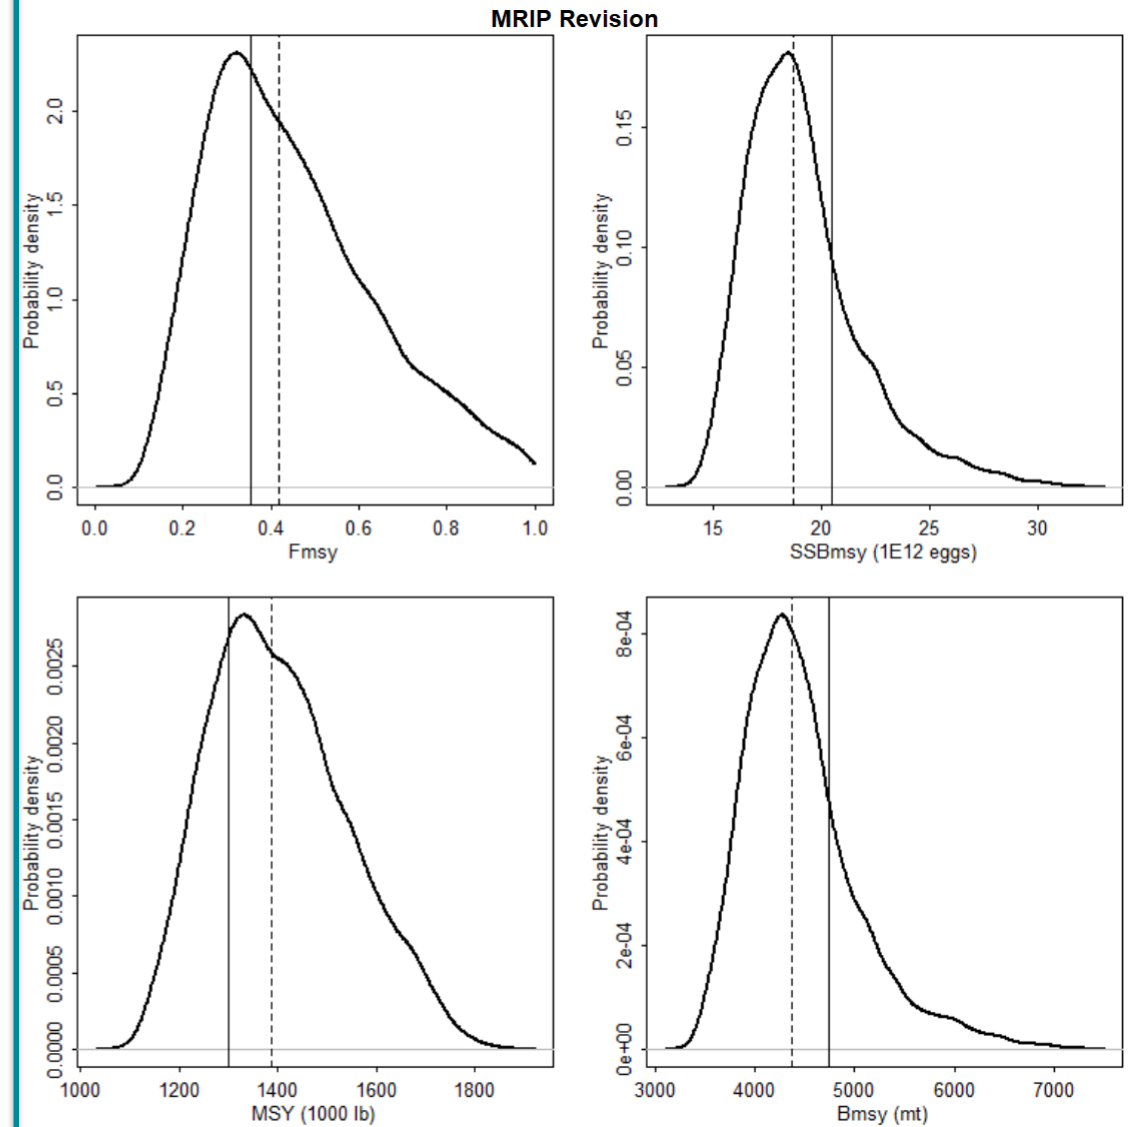 MRIP Revision
Probability density
0.0 0.5 1.0 1.5 2.0
0.0 0.2 0.4 0.6 0.8 1.0
Fmsy
Probability density
0.00 0.05 0.10 0.15
15 20 25 30
SSBmsy (1E12 eggs)
Probability density
0.0000 0.0005 0.0010 0.0015 0.0020 0.0025
1000 1200 1400 1600 1800
MSY (1000 lb)
Probability density
0e+00 2e-04 4e-04 6e-04 8e-04
3000 4000 5000 6000 7000
Bmsy (mt)